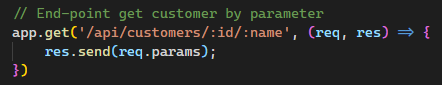 // End-point get customer by parameter
app.get('/api/customers/:id/:name', (req, res) => {
    res.send(req.params);
})